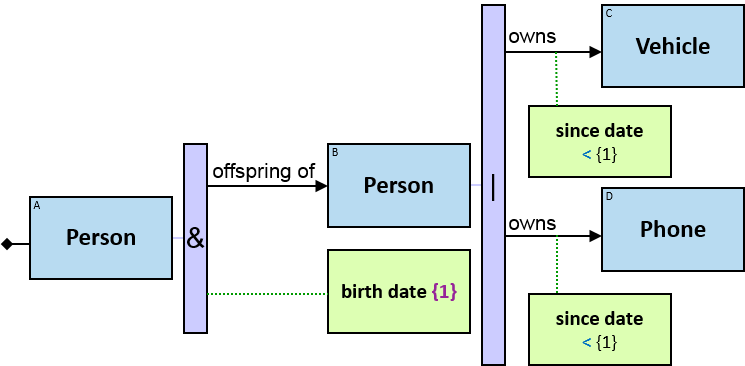 A
Person
&
offspring of
B
Person
birth date {1}
|
owns
C
Vehicle
since date
< {1}
owns
D
Phone
since date
< {1}